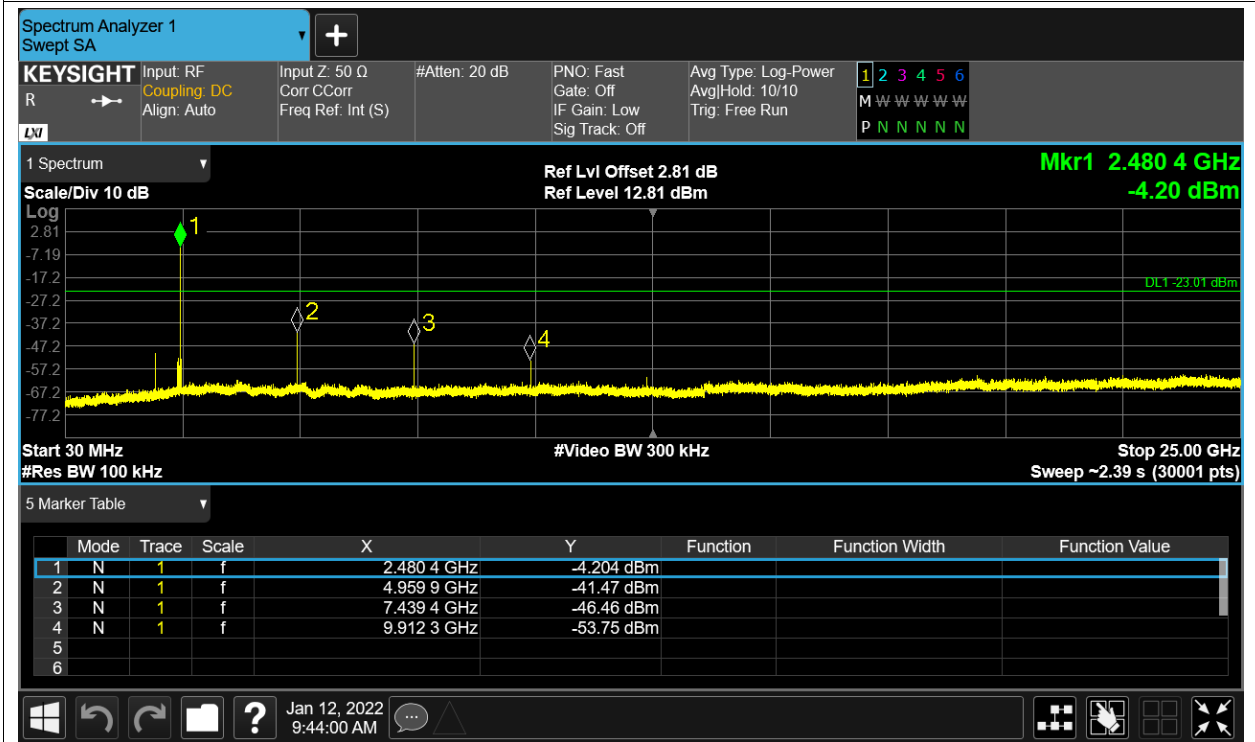 Spectrum Analyzer 1
Swept SA
+
KEYSIGHT
R
LXI
Input: RF
Coupling: DC
Align: Auto
Input Z: 50 Ω
Corr CCorr
Freq Ref: Int (S)
#Atten: 20 dB
PNO: Fast
Gate: Off
IF Gain: Low
Sig Track: Off
Avg Type: Log-Power
Avg|Hold: 10/10
Trig: Free Run
1 2 3 4 5 6
M W W W W W
P N N N N N
1 Spectrum
Scale/Div 10 dB
Ref Lvl Offset 2.81 dB
Ref Level 12.81 dBm
Mkr1 2.480 4 GHz
-4.20 dBm
Log
2.81
-7.19
-17.2
-27.2
-37.2
-47.2
-57.2
-67.2
-77.2
1
2
3
4
DL1 -23.01 dBm
Start 30 MHz
#Res BW 100 kHz
#Video BW 300 kHz
Stop 25.00 GHz
Sweep ~2.39 s (30001 pts)
5 Marker Table
Mode Trace Scale X Y Function Function Width Function Value
1 N 1 f 2.480 4 GHz -4.204 dBm
2 N 1 f 4.959 9 GHz -41.47 dBm
3 N 1 f 7.439 4 GHz -46.46 dBm
4 N 1 f 9.912 3 GHz -53.75 dBm
5
6
?
Jan 12, 2022
9:44:00 AM